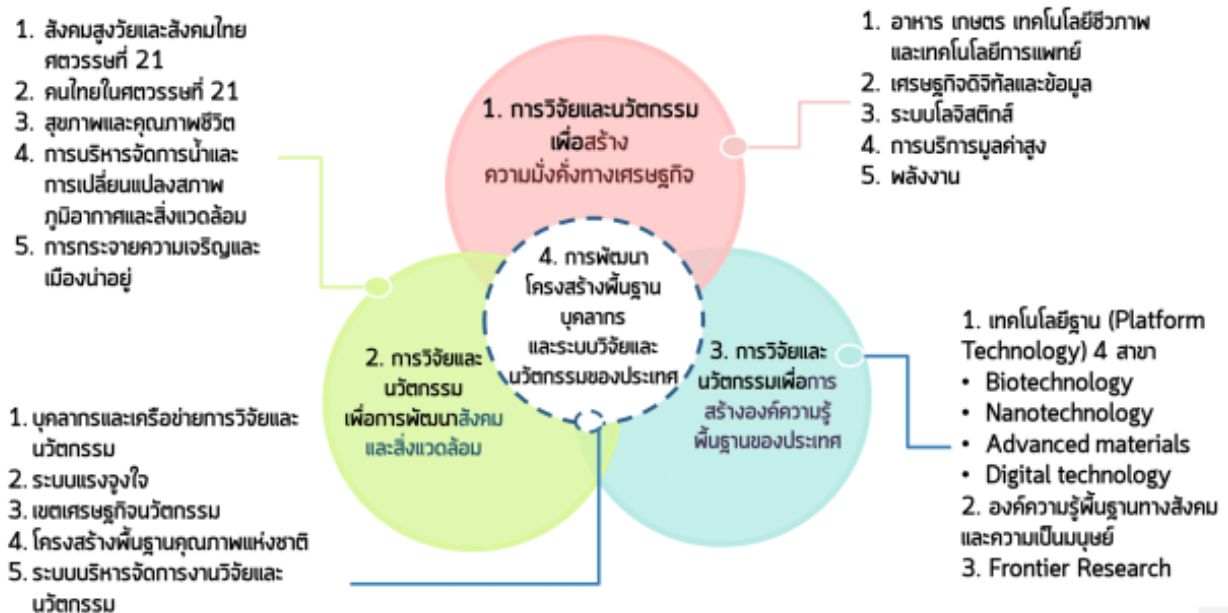 1. สังคมสูงวัยและสังคมไทย
ศตวรรษที่ 21
2. คนไทยในศตวรรษที่ 21
3. สุขภาพและคุณภาพชีวิต
4. การบริหารจัดการน้ำและ
การเปลี่ยนแปลงสภาพ
ภูมิอากาศและสิ่งแวดล้อม
5. การกระจายความเจริญและ
เมืองน่าอยู่
1. การวิจัยและนวัตกรรม
เพื่อสร้าง
ความมั่งคั่งทางเศรษฐกิจ
1. อาหาร เกษตร เทคโนโลยีชีวภาพ
และเทคโนโลยีการแพทย์
2. เศรษฐกิจดิจิทัลและข้อมูล
3. ระบบโลจิสติกส์
4. การบริการมูลค่าสูง
5. พลังงาน
4. การพัฒนา
โครงสร้างพื้นฐาน
บุคลากร
และระบบวิจัยและ
นวัตกรรมของประเทศ
2. การวิจัยและ
นวัตกรรม
เพื่อการพัฒนาสังคม
และสิ่งแวดล้อม
3. การวิจัยและ
นวัตกรรมเพื่อการ
สร้างองค์ความรู้
พื้นฐานของประเทศ
1. เทคโนโลยีฐาน (Platform
Technology) 4 สาขา
• Biotechnology
• Nanotechnology
• Advanced materials
• Digital technology
2. องค์ความรู้พื้นฐานทางสังคม
และความเป็นมนุษย์
3. Frontier Research
1. บุคลากรและเครือข่ายการวิจัยและ
นวัตกรรม
2. ระบบแรงจูงใจ
3. เขตเศรษฐกิจนวัตกรรม
4. โครงสร้างพื้นฐานคุณภาพแห่งชาติ
5. ระบบบริหารจัดการงานวิจัยและ
นวัตกรรม